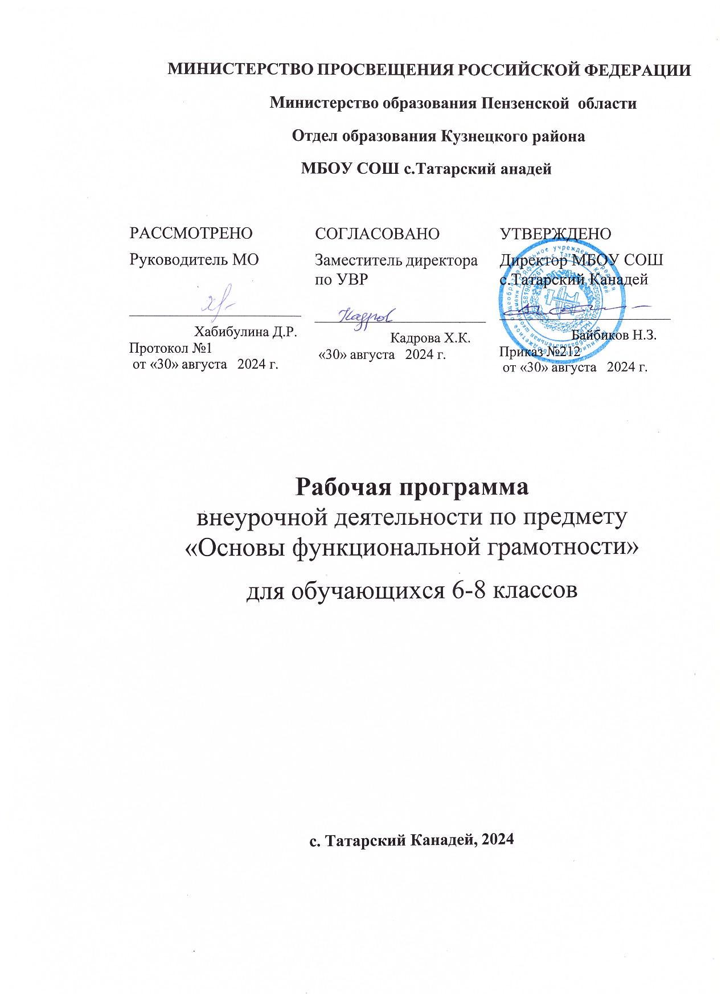 МИНИСТЕРСТВО ПРОСВЕЩЕНИЯ РОССИЙСКОЙ ФЕДЕРАЦИИ
Министерство образования Пензенской области
Отдел образования Кузнецкого района
МБОУ СОШ с.Татарский анадей
РАССМОТРЕНО
Руководитель МО
Хабибулина Д.Р.
Протокол №1
от «30» августа 2024 г.
СОГЛАСОВАНО
Заместитель директора
по УВР
Кадров
Кадрова Х.К.
«30» августа 2024 г.
УТВЕРЖДЕНО
Директор МБОУ СОШ
с.Татарский Канадей
Байбиков Н.З.
Приказ №212
от «30» августа 2024 г.
Рабочая программа
внеурочной деятельности по предмету
«Основы функциональной грамотности»
для обучающихся 6-8 классов
с. Татарский Канадей, 2024